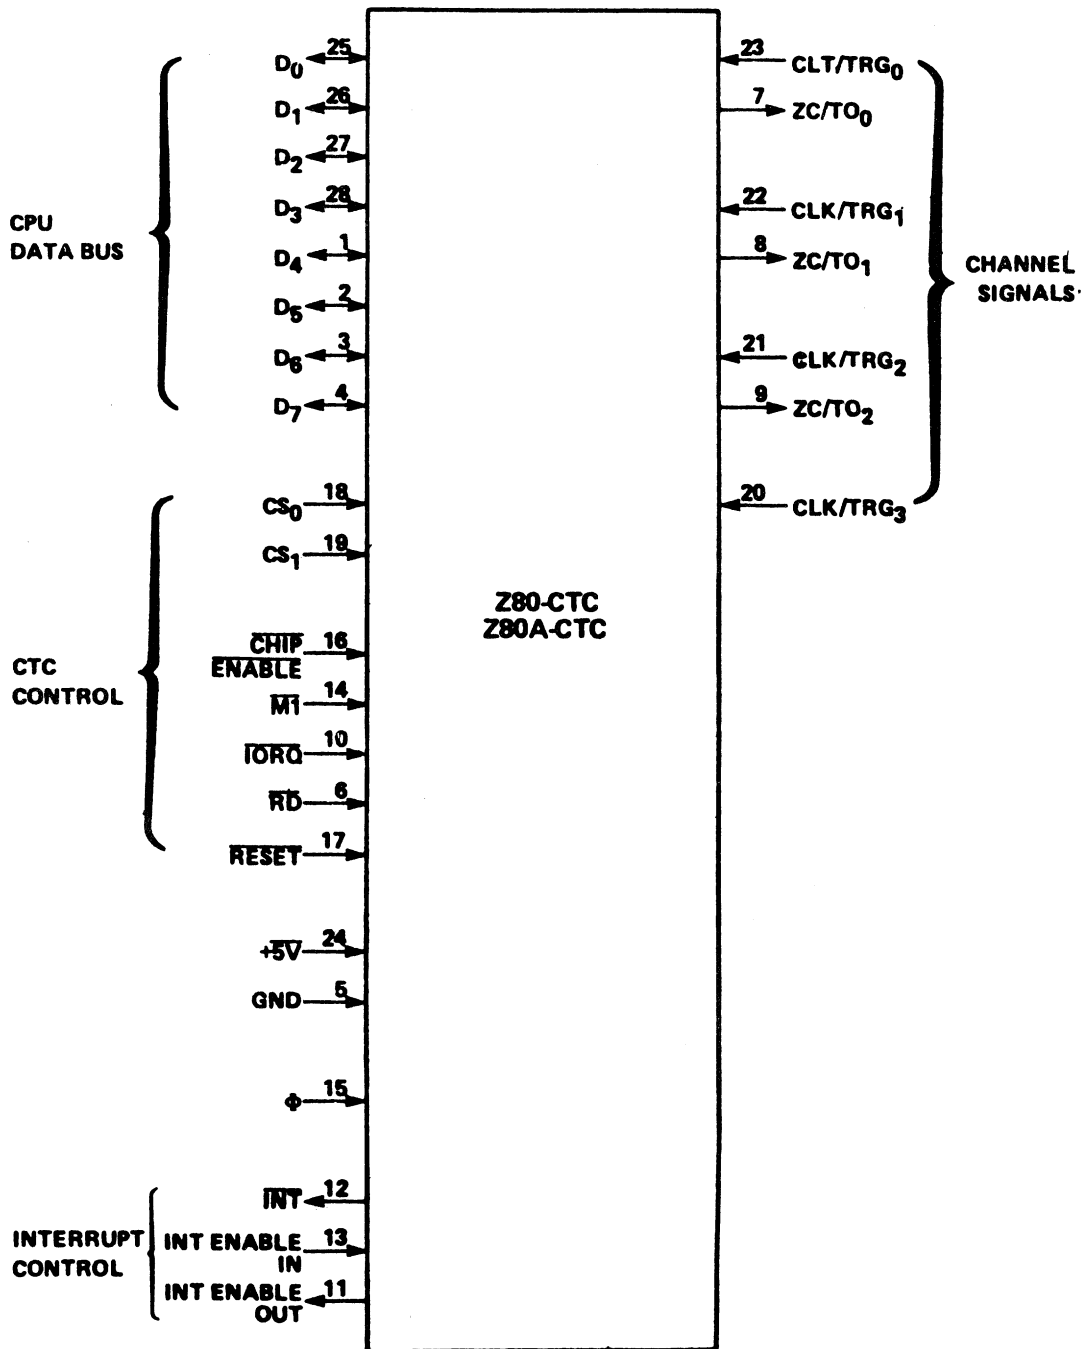 CPU
DATA BUS
D0 25
D1 26
D2 27
D3 28
D4 1
D5 2
D6 3
D7 4
CTC
CONTROL
CS0 18
CS1 19
CHIP 16
ENABLE
M1 14
IORQ 10
RD 6
RESET 17
+5V 24
GND 5
Φ 15
INTERRUPT
CONTROL
INT 12
INT ENABLE 13
IN
INT ENABLE 11
OUT
Z80-CTC
Z80A-CTC
23 CLT/TRG0
7 ZC/TO0
22 CLK/TRG1
8 ZC/TO1
21 CLK/TRG2
9 ZC/TO2
20 CLK/TRG3
CHANNEL
SIGNALS